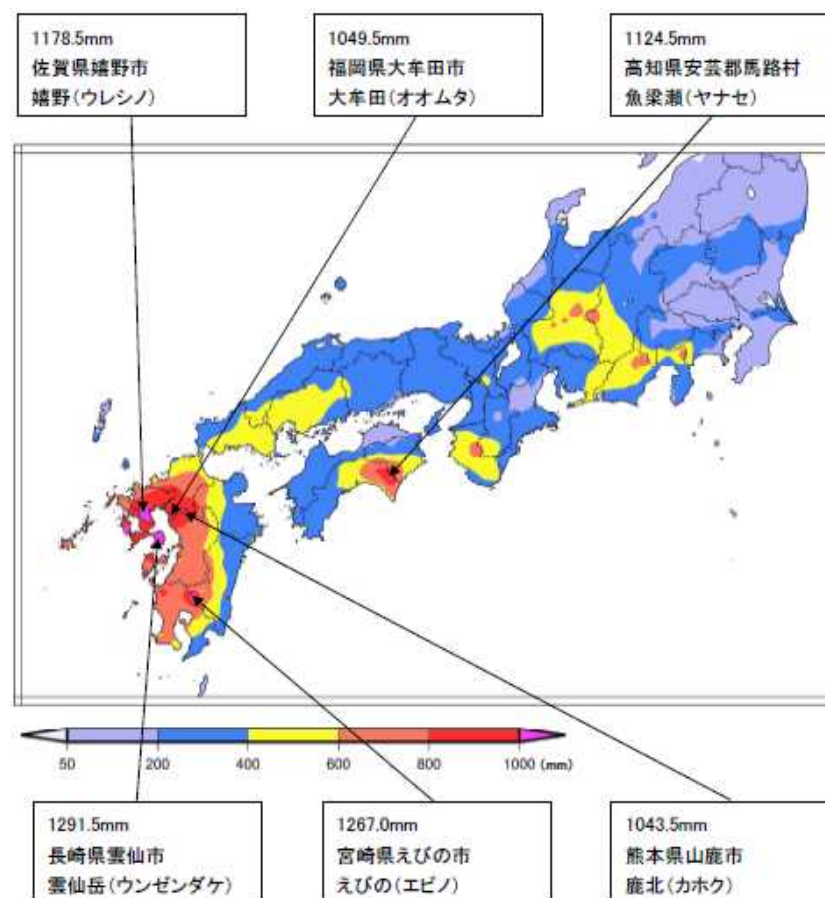 1178.5mm
佐賀県嬉野市
嬉野(ウレシノ)
1049.5mm
福岡県大牟田市
大牟田(オオムタ)
1124.5mm
高知県安芸郡馬路村
魚梁瀬(ヤナセ)
50 200 400 600 800 1000 (mm)
1291.5mm
長崎県雲仙市
雲仙岳(ウンゼンダケ)
1267.0mm
宮崎県えびの市
えびの(エビノ)
1043.5mm
熊本県山鹿市
鹿北(カホク)